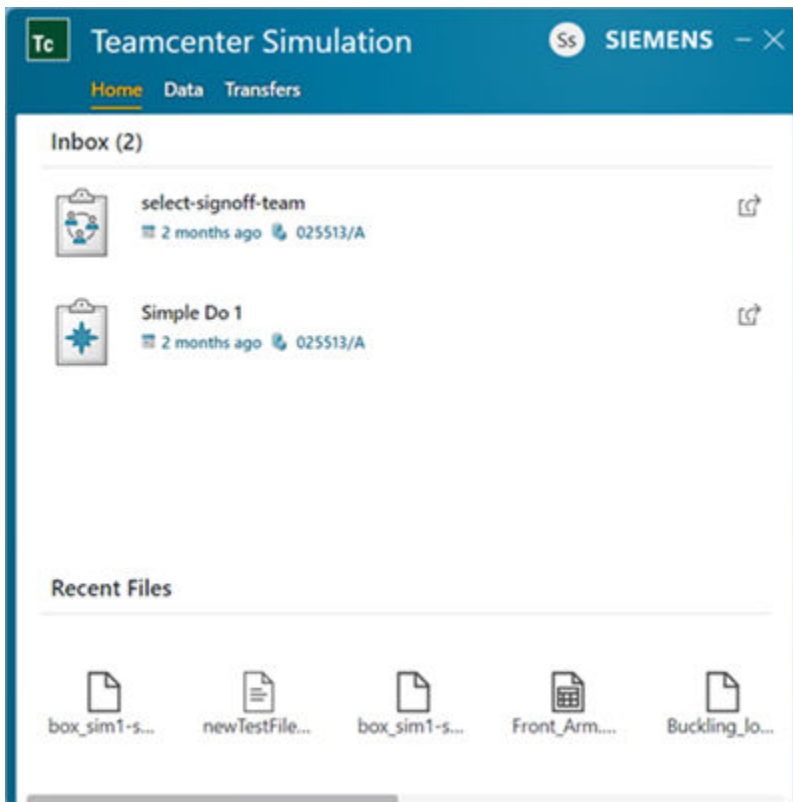 Tc Teamcenter Simulation Ss SIEMENS
Home Data Transfers
Inbox (2)
select-signoff-team
2 months ago 025513/A
Simple Do 1
2 months ago 025513/A
Recent Files
box_sim1-s... newTestFile... box_sim1-s... Front_Arm.... Buckling_lo...